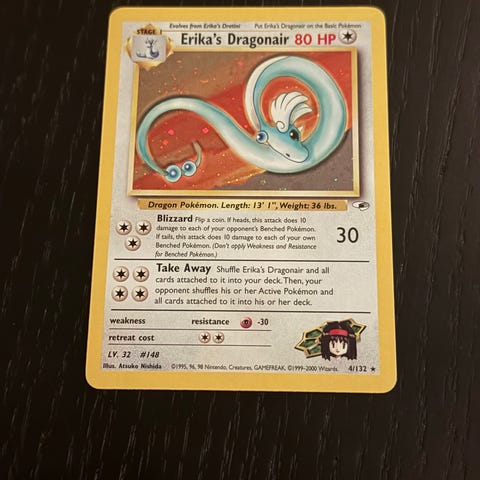 Evolves from Erika's Dratini Put Erika's Dragonair on the Basic Pokémon
STAGE 1
Erika's Dragonair 80 HP
Dragon Pokémon. Length: 13' 1", Weight: 36 lbs.
Blizzard Flip a coin. If heads, this attack does 10
damage to each of your opponent's Benched Pokémon.
If tails, this attack does 10 damage to each of your own
Benched Pokémon. (Don't apply Weakness and Resistance
for Benched Pokémon.)
30
Take Away Shuffle Erika's Dragonair and all
cards attached to it into your deck. Then, your
opponent shuffles his or her Active Pokémon and
all cards attached to it into his or her deck.
weakness resistance -30
retreat cost
LV. 32 #148
Illus. Atsuko Nishida ©1995, 96, 98 Nintendo, Creatures, GAMEFREAK. ©1999-2000 Wizards. 4/132 ★